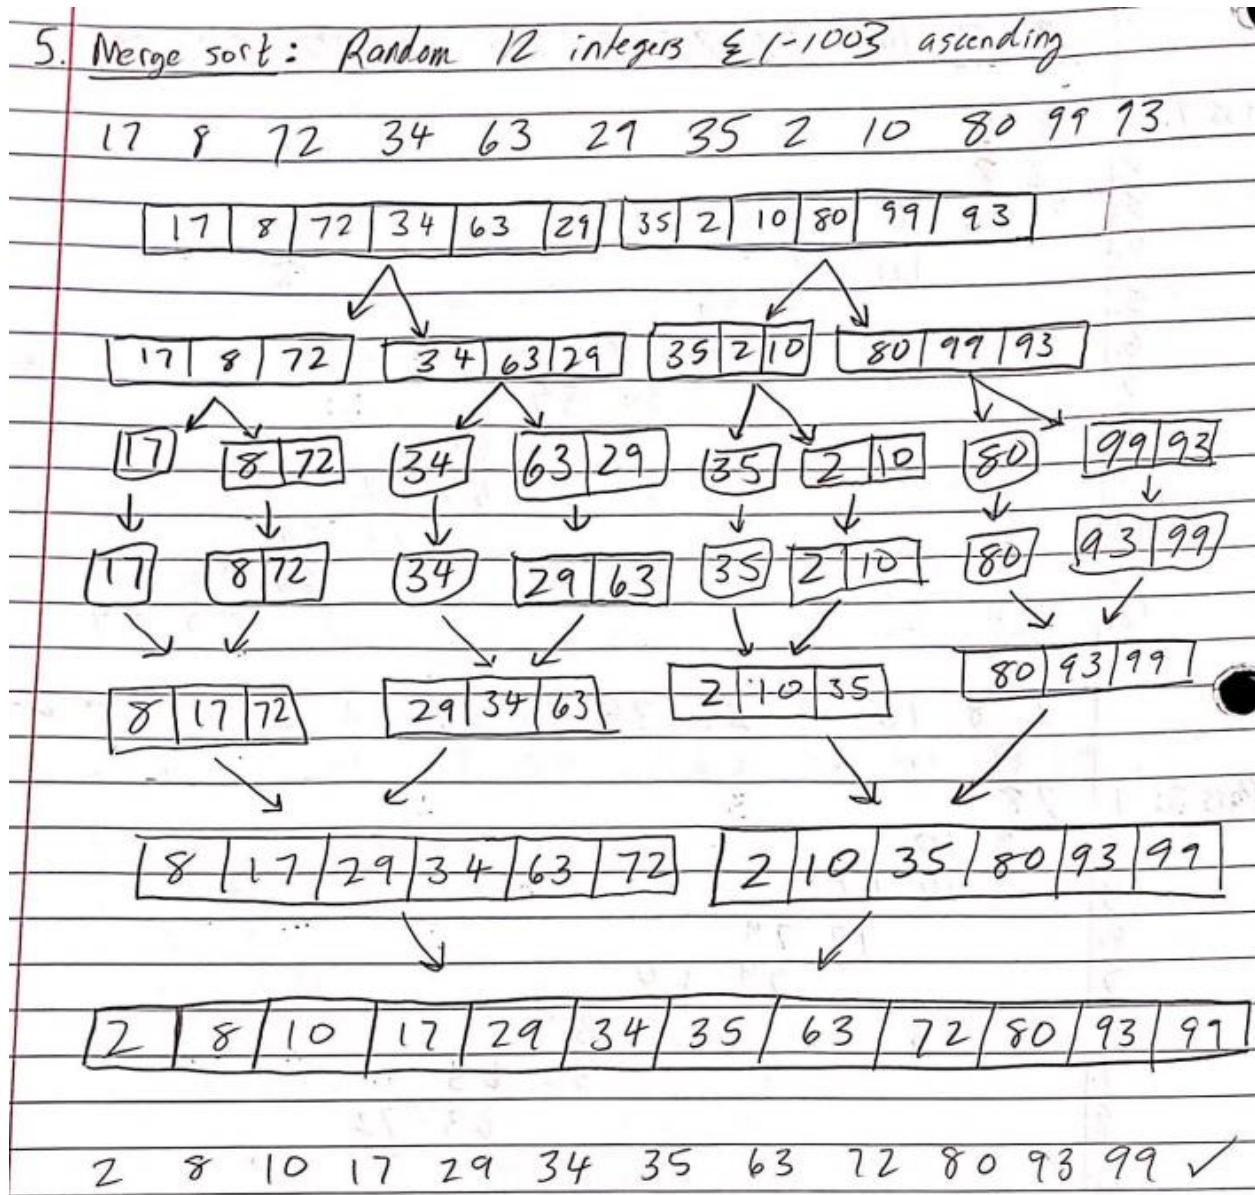 5. Merge sort: Random 12 integers {1-100} ascending
17 8 72 34 63 29 35 2 10 80 99 93
17 8 72 34 63 29 35 2 10 80 99 93
17 8 72 34 63 29 35 2 10 80 99 93
17 8 72 34 63 29 35 2 10 80 99 93
17 8 72 34 29 63 35 2 10 80 93 99
8 17 72 29 34 63 2 10 35 80 93 99
8 17 29 34 63 72 2 10 35 80 93 99
2 8 10 17 29 34 35 63 72 80 93 99
2 8 10 17 29 34 35 63 72 80 93 99 ✓